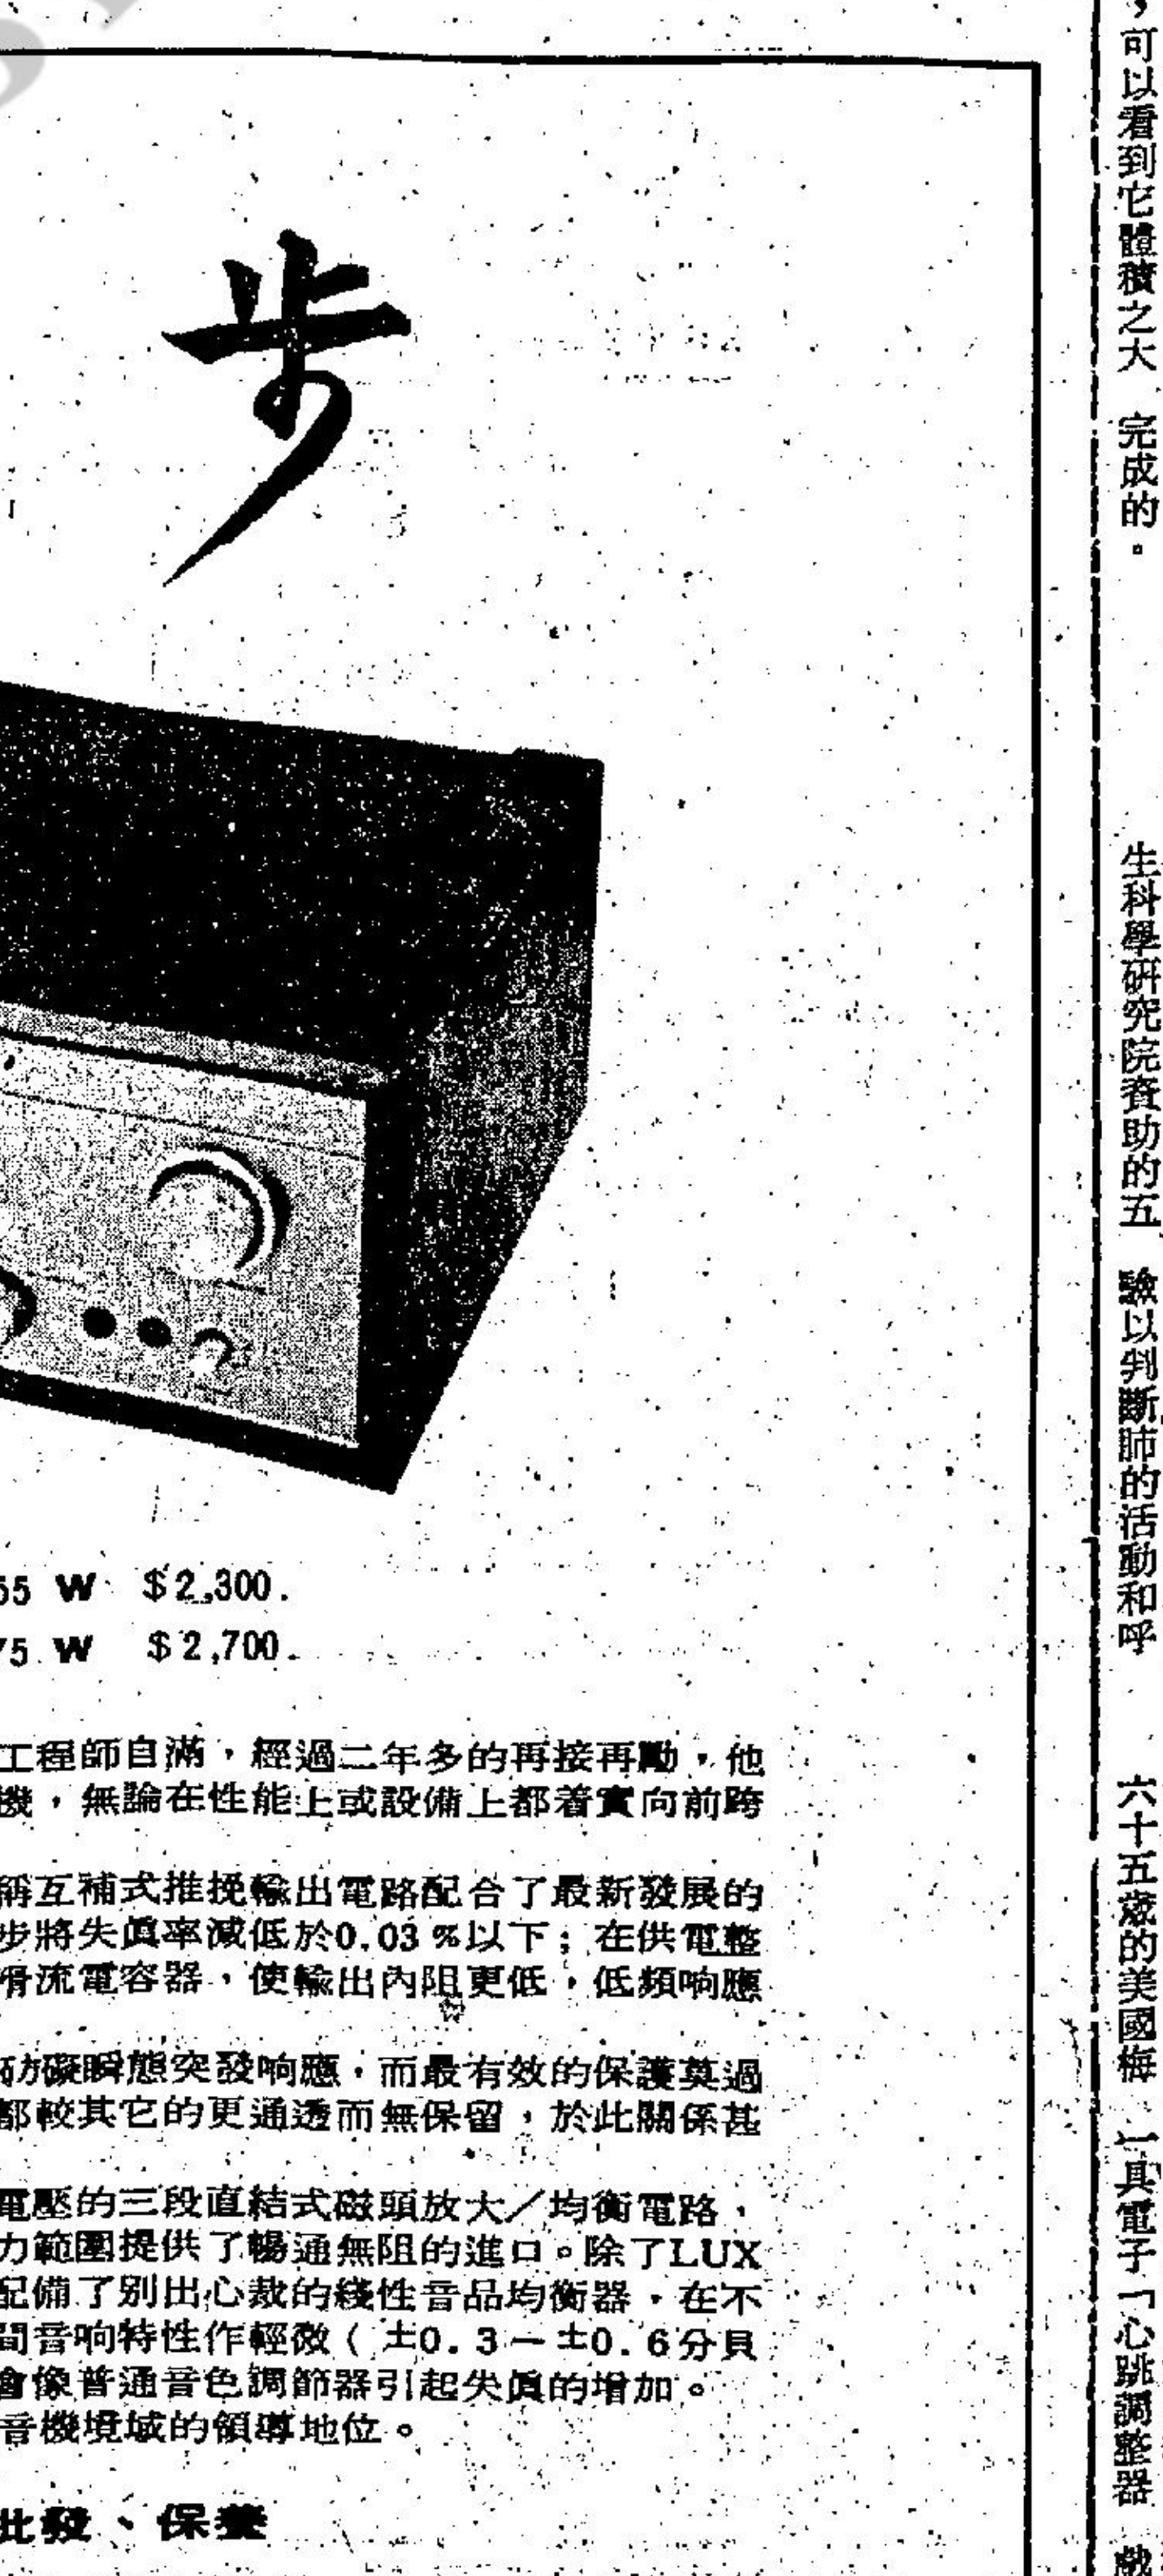 步
55 W $2,300.
75 W $2,700.
工程師自滿，經過二年多的再接再勵，他
機，無論在性能上或設備上都着實向前跨
稱互補式推挽輸出電路配合了最新發展的
步將失眞率減低於0.03%以下；在供電整
滑流電容器，使輸出內阻更低，低頻响應
妨礙瞬態突發响應，而最有效的保護莫過
都較其它的更通透而無保留，於此關係甚
電壓的三段直結式磁頭放大／均衡電路，
力範圍提供了暢通無阻的進口。除了LUX
配備了別出心裁的綫性音品均衡器，在不
間音响特性作輕微（±0.3－±0.6分貝
會像普通音色調節器引起失眞的增加。
音機境域的領導地位。
批發、保養
，可以看到它體積之大
完成的。
生科學研究院資助的五
驗以判斷肺的活動和呼
六十五歲的美國梅
一具電子「心跳調整器